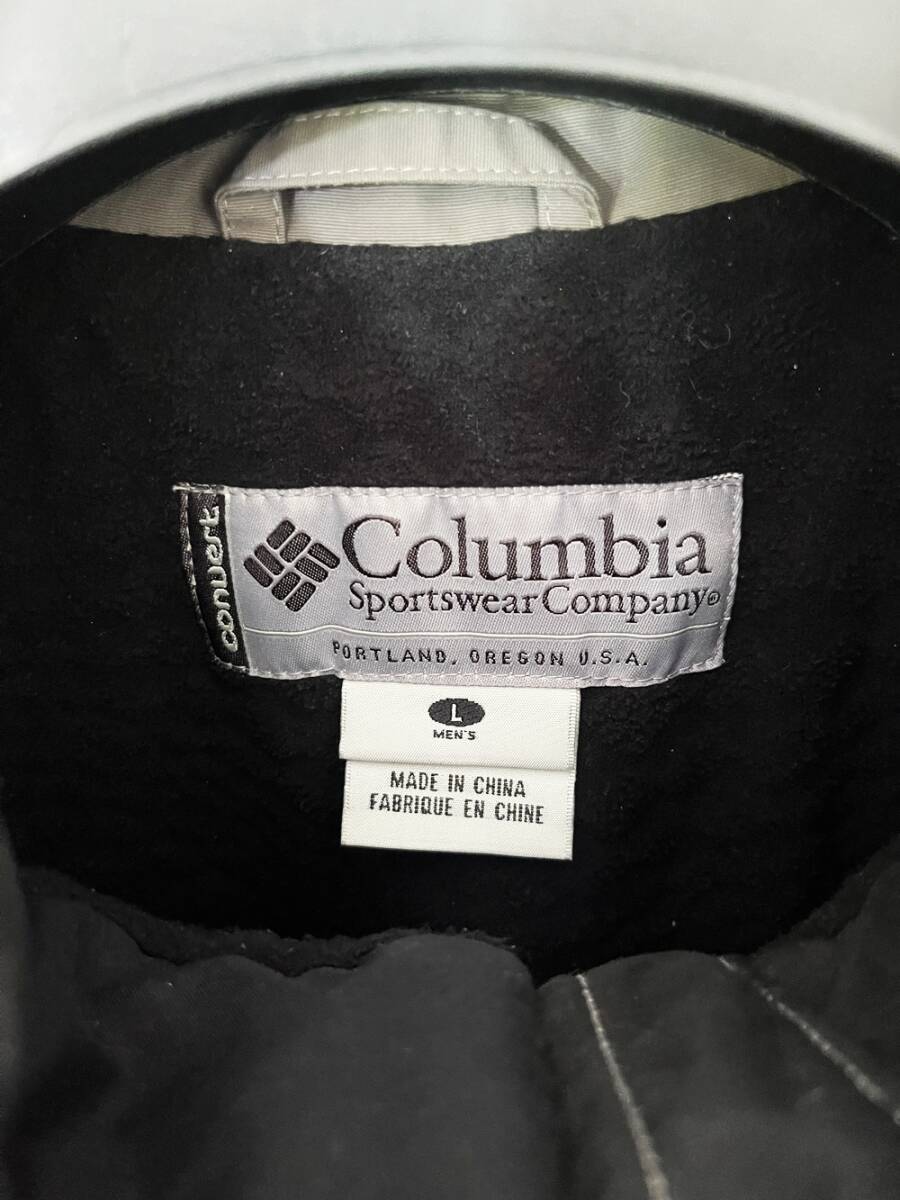 convert
Columbia
Sportswear Company®
PORTLAND, OREGON U.S.A.
L
MEN'S
MADE IN CHINA
FABRIQUE EN CHINE